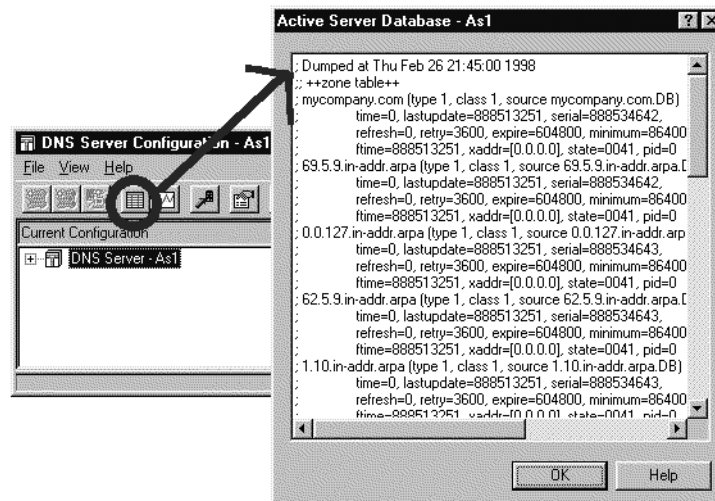 Active Server Database - As1
; Dumped at Thu Feb 26 21:45:00 1998
;; ++zone table++
; mycompany.com (type 1, class 1, source mycompany.com.DB)
; time=0, lastupdate=888513251, serial=888534642,
; refresh=0, retry=3600, expire=604800, minimum=86400
; ftime=888513251, xaddr=[0.0.0.0], state=0041, pid=0
; 69.5.9.in-addr.arpa (type 1, class 1, source 69.5.9.in-addr.arpa.D
; time=0, lastupdate=888513251, serial=888534642,
; refresh=0, retry=3600, expire=604800, minimum=86400
; ftime=888513251, xaddr=[0.0.0.0], state=0041, pid=0
; 0.0.127.in-addr.arpa (type 1, class 1, source 0.0.127.in-addr.arp
; time=0, lastupdate=888513251, serial=888534643,
; refresh=0, retry=3600, expire=604800, minimum=86400
; ftime=888513251, xaddr=[0.0.0.0], state=0041, pid=0
; 62.5.9.in-addr.arpa (type 1, class 1, source 62.5.9.in-addr.arpa.D
; time=0, lastupdate=888513251, serial=888534643,
; refresh=0, retry=3600, expire=604800, minimum=86400
; ftime=888513251, xaddr=[0.0.0.0], state=0041, pid=0
; 1.10.in-addr.arpa (type 1, class 1, source 1.10.in-addr.arpa.DB)
; time=0, lastupdate=888513251, serial=888534643,
; refresh=0, retry=3600, expire=604800, minimum=86400
; ftime=888513251, xaddr=[0.0.0.0], state=0041, pid=0
OK Help
DNS Server Configuration - As1
File View Help
Current Configuration
DNS Server - As1